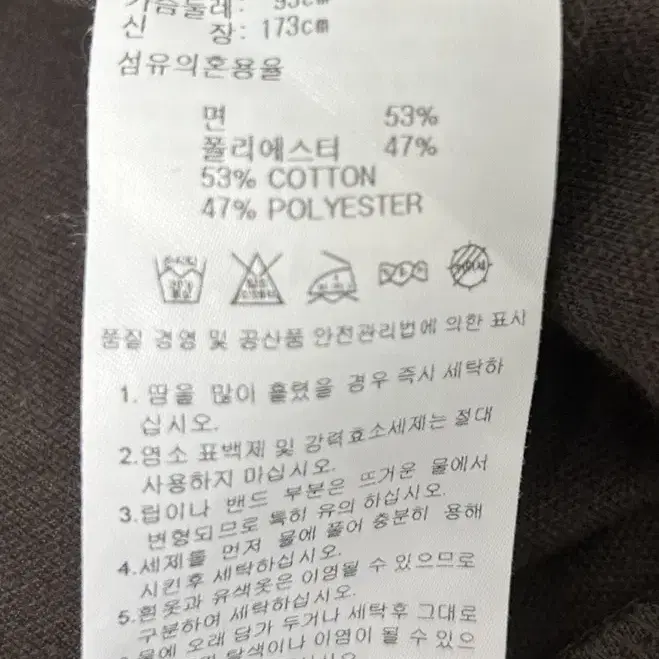 가슴둘레: 95cm
신 장: 173cm
섬유의혼용율
면 53%
폴리에스터 47%
53% COTTON
47% POLYESTER
품질 경영 및 공산품 안전관리법에 의한 표시
1. 땀을 많이 흘렸을 경우 즉시 세탁하
십시오.
2.염소 표백제 및 강력효소세제는 절대
사용하지 마십시오.
3.립이나 밴드 부분은 뜨거운 물에서
변형되므로 특히 유의 하십시오.
4.세제를 먼저 물에 풀어 충분히 용해
시킨후 세탁하십시오.
5.흰옷과 유색옷은 이염될 수 있으므로
구분하여 세탁하십시오.
물에 오래 담가 두거나 세탁후 그대로
탈색이나 이염이 될 수 있으